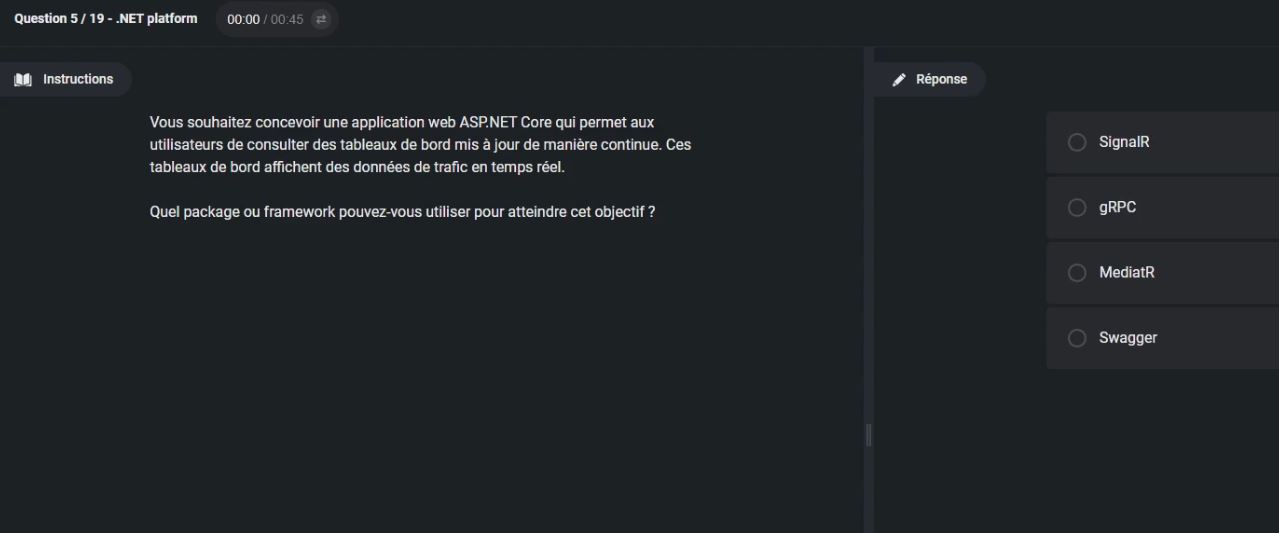 Question 5 / 19 - .NET platform
00:00 / 00:45
Instructions
Vous souhaitez concevoir une application web ASP.NET Core qui permet aux
utilisateurs de consulter des tableaux de bord mis à jour de manière continue. Ces
tableaux de bord affichent des données de trafic en temps réel.
Quel package ou framework pouvez-vous utiliser pour atteindre cet objectif ?
Réponse
SignalR
gRPC
MediatR
Swagger